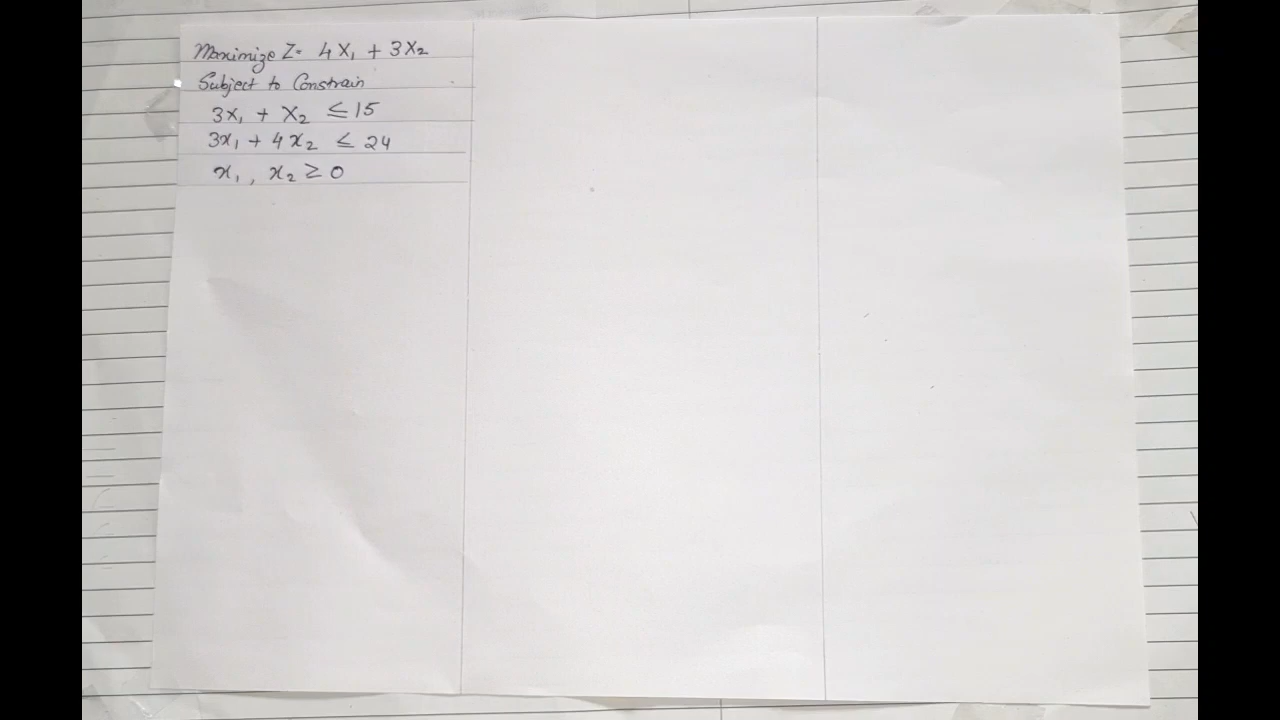 Maximize Z= 4X₁ + 3X₂
Subject to Constrain
3X₁ + X₂ ≤ 15
3x₁ + 4x₂ ≤ 24
x₁, x₂ ≥ 0